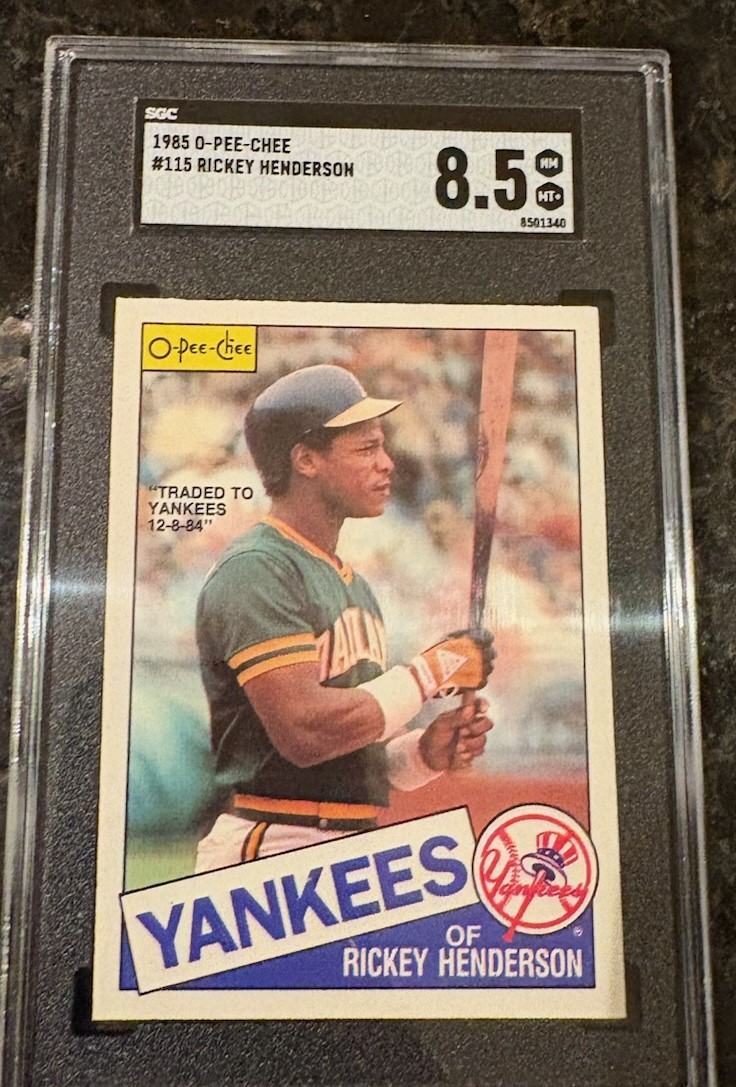 SGC
1985 O-PEE-CHEE
#115 RICKEY HENDERSON
8.5
NM
MT+
8501340
O-Pee-Chee
"TRADED TO
YANKEES
12-8-84"
YANKEES
Yankees
OF
RICKEY HENDERSON